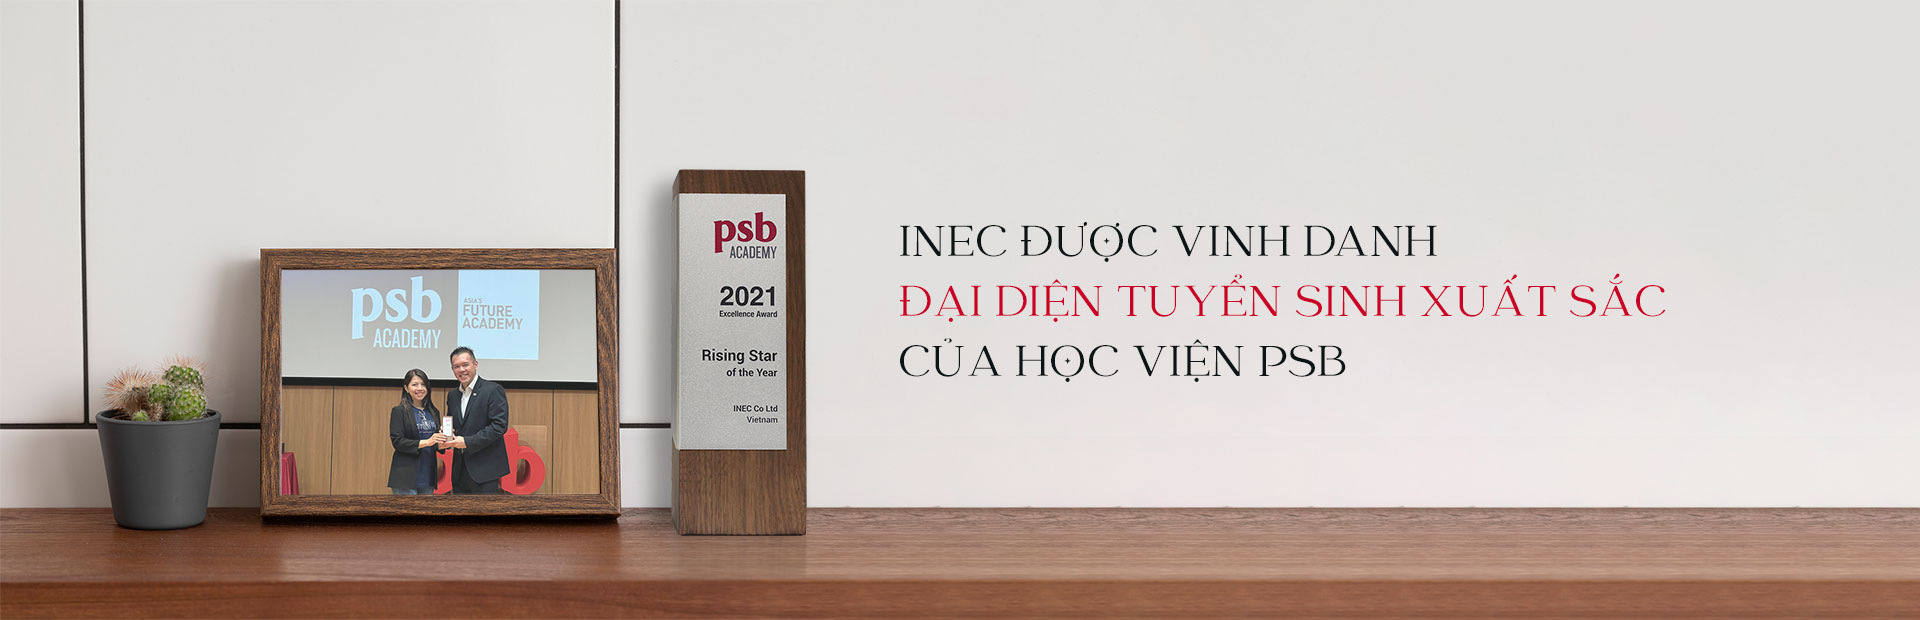 psb
ACADEMY
ASIA'S
FUTURE
ACADEMY
psb
ACADEMY
2021
Excellence Award
Rising Star
of the Year
INEC Co Ltd
Vietnam
INEC ĐƯỢC VINH DANH
ĐẠI DIỆN TUYỂN SINH XUẤT SẮC
CỦA HỌC VIỆN PSB